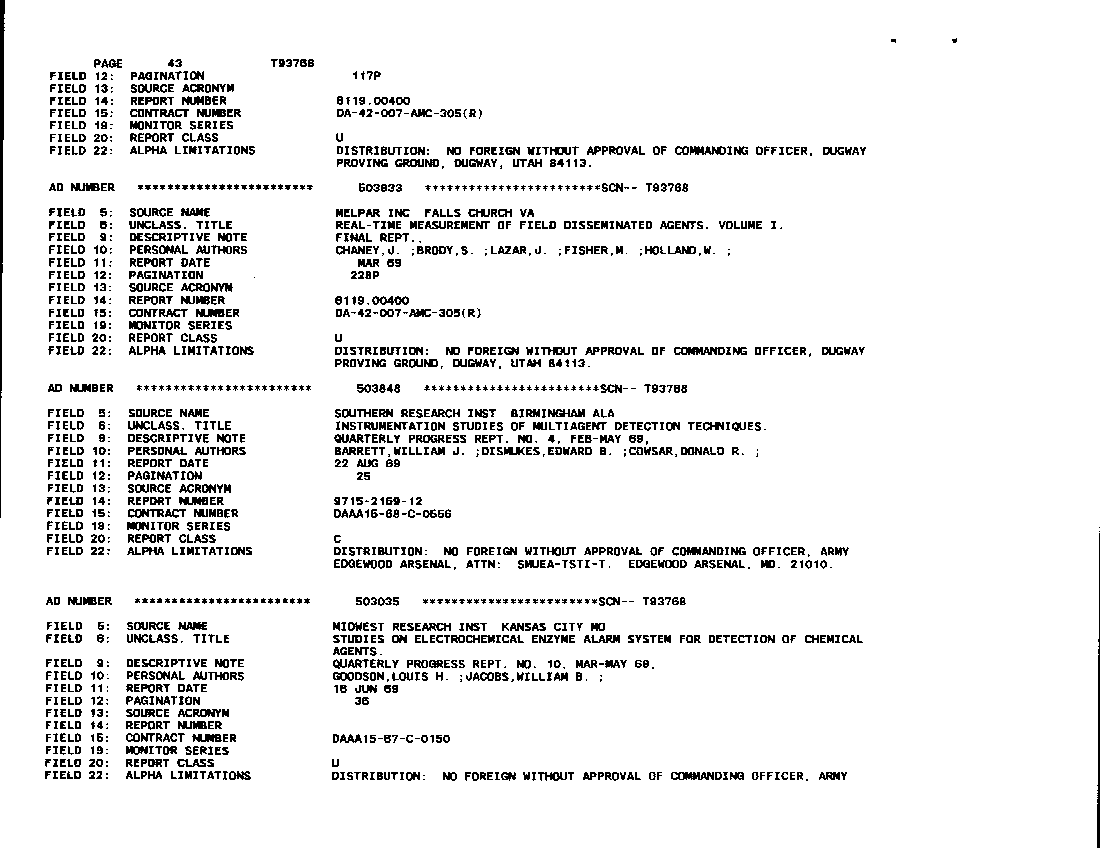 PAGE 43 T93768
FIELD 12: PAGINATION 117P
FIELD 13: SOURCE ACRONYM
FIELD 14: REPORT NUMBER 6119.00400
FIELD 15: CONTRACT NUMBER DA-42-007-AMC-305(R)
FIELD 19: MONITOR SERIES
FIELD 20: REPORT CLASS U
FIELD 22: ALPHA LIMITATIONS DISTRIBUTION: NO FOREIGN WITHOUT APPROVAL OF COMMANDING OFFICER, DUGWAY
PROVING GROUND, DUGWAY, UTAH 84113.
AD NUMBER ************************ 503833 ************************SCN-- T93768
FIELD 5: SOURCE NAME MELPAR INC FALLS CHURCH VA
FIELD 6: UNCLASS. TITLE REAL-TIME MEASUREMENT OF FIELD DISSEMINATED AGENTS. VOLUME I.
FIELD 9: DESCRIPTIVE NOTE FINAL REPT.,
FIELD 10: PERSONAL AUTHORS CHANEY,J. ;BRODY,S. ;LAZAR,J. ;FISHER,M. ;HOLLAND,W. ;
FIELD 11: REPORT DATE MAR 69
FIELD 12: PAGINATION 228P
FIELD 13: SOURCE ACRONYM
FIELD 14: REPORT NUMBER 6119.00400
FIELD 15: CONTRACT NUMBER DA-42-007-AMC-305(R)
FIELD 19: MONITOR SERIES
FIELD 20: REPORT CLASS U
FIELD 22: ALPHA LIMITATIONS DISTRIBUTION: NO FOREIGN WITHOUT APPROVAL OF COMMANDING OFFICER, DUGWAY
PROVING GROUND, DUGWAY, UTAH 84113.
AD NUMBER ************************ 503848 ************************SCN-- T93768
FIELD 5: SOURCE NAME SOUTHERN RESEARCH INST BIRMINGHAM ALA
FIELD 6: UNCLASS. TITLE INSTRUMENTATION STUDIES OF MULTIAGENT DETECTION TECHNIQUES.
FIELD 9: DESCRIPTIVE NOTE QUARTERLY PROGRESS REPT. NO. 4, FEB-MAY 69,
FIELD 10: PERSONAL AUTHORS BARRETT,WILLIAM J. ;DISMUKES,EDWARD B. ;COWSAR,DONALD R. ;
FIELD 11: REPORT DATE 22 AUG 69
FIELD 12: PAGINATION 25
FIELD 13: SOURCE ACRONYM
FIELD 14: REPORT NUMBER 9715-2169-12
FIELD 15: CONTRACT NUMBER DAAA15-68-C-0556
FIELD 19: MONITOR SERIES
FIELD 20: REPORT CLASS C
FIELD 22: ALPHA LIMITATIONS DISTRIBUTION: NO FOREIGN WITHOUT APPROVAL OF COMMANDING OFFICER, ARMY
EDGEWOOD ARSENAL, ATTN: SMUEA-TSTI-T. EDGEWOOD ARSENAL, MD. 21010.
AD NUMBER ************************ 503035 ************************SCN-- T93768
FIELD 5: SOURCE NAME MIDWEST RESEARCH INST KANSAS CITY MO
FIELD 6: UNCLASS. TITLE STUDIES ON ELECTROCHEMICAL ENZYME ALARM SYSTEM FOR DETECTION OF CHEMICAL
AGENTS.
FIELD 9: DESCRIPTIVE NOTE QUARTERLY PROGRESS REPT. NO. 10, MAR-MAY 69,
FIELD 10: PERSONAL AUTHORS GOODSON,LOUIS H. ;JACOBS,WILLIAM B. ;
FIELD 11: REPORT DATE 16 JUN 69
FIELD 12: PAGINATION 36
FIELD 13: SOURCE ACRONYM
FIELD 14: REPORT NUMBER
FIELD 15: CONTRACT NUMBER DAAA15-67-C-0150
FIELD 19: MONITOR SERIES
FIELD 20: REPORT CLASS U
FIELD 22: ALPHA LIMITATIONS DISTRIBUTION: NO FOREIGN WITHOUT APPROVAL OF COMMANDING OFFICER, ARMY